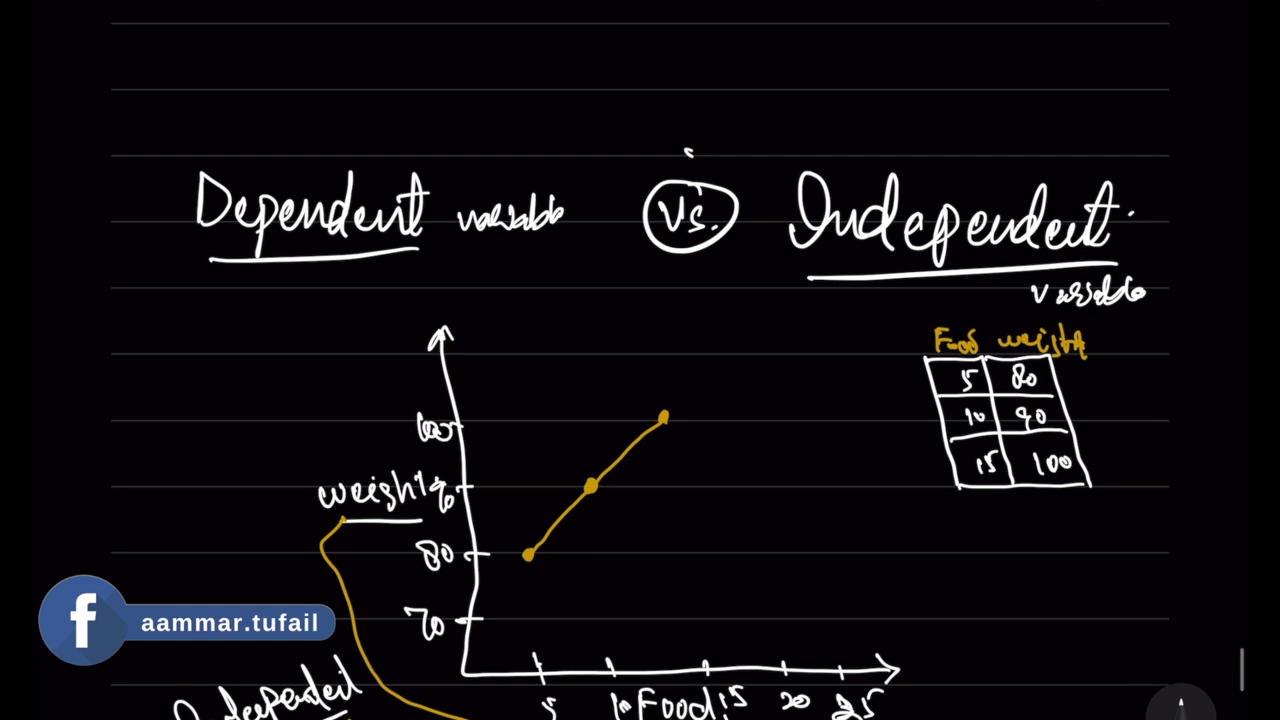 Dependent variable Vs. Independent
variable
Food weight
5 80
10 90
15 100
100
weight 90
80
70
f aammar.tufail
Independent
5 10 Food 15 20 25